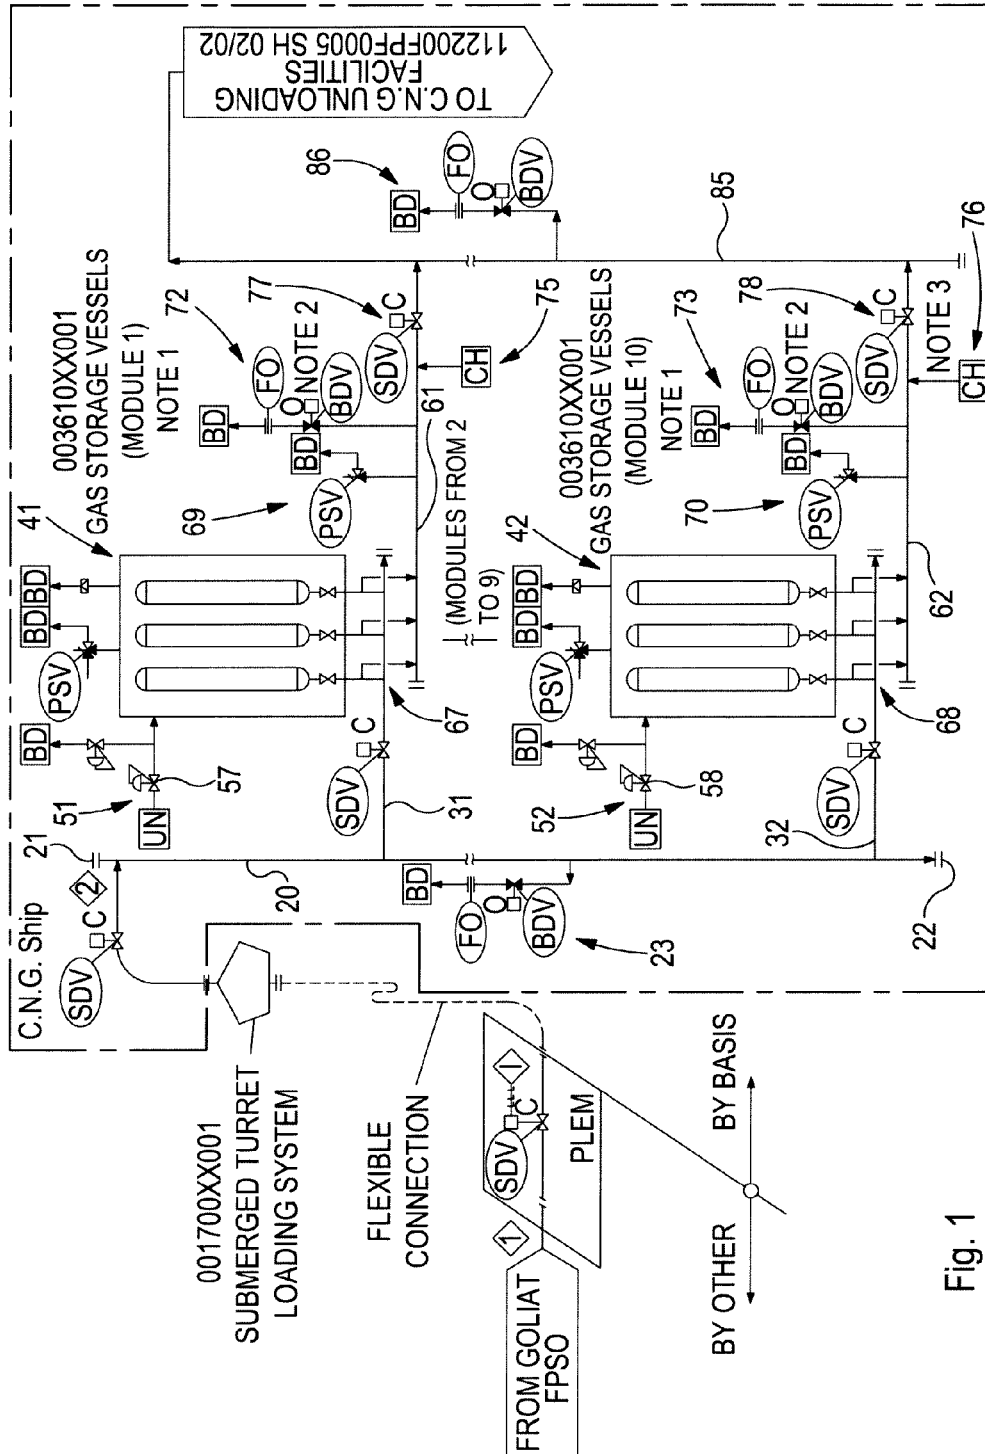 C.N.G. Ship
TO C.N.G UNLOADING
FACILITIES
112200FPF0005 SH 02/02
003610XX001
GAS STORAGE VESSELS
(MODULE 1)
NOTE 1
41
BD
BD
BD
BD
PSV
51
57
UN
21
2
SDV
C
20
31
SDV
C
67
69
PSV
BD
BD
72
FO
O
NOTE 2
BDV
61
77
C
SDV
CH
75
86
BD
FO
O
BDV
85
(MODULES FROM 2
TO 9)
003610XX001
GAS STORAGE VESSELS
(MODULE 10)
NOTE 1
42
BD
BD
BD
BD
PSV
52
58
UN
32
SDV
C
68
70
PSV
BD
BD
73
FO
O
NOTE 2
BDV
62
78
C
SDV
NOTE 3
CH
76
BD
FO
O
BDV
23
22
001700XX001
SUBMERGED TURRET
LOADING SYSTEM
FLEXIBLE
CONNECTION
FROM GOLIAT
FPSO
1
SDV
C
I
PLEM
BY OTHER
BY BASIS
Fig. 1